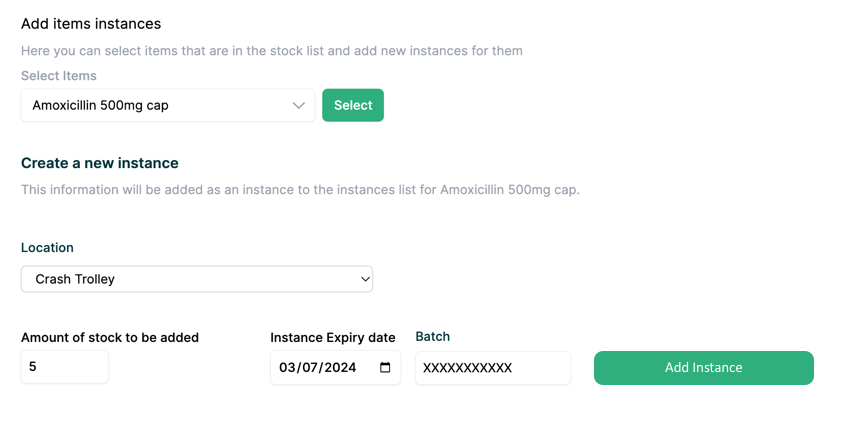 Add items instances
Here you can select items that are in the stock list and add new instances for them
Select Items
Amoxicillin 500mg cap
Select
Create a new instance
This information will be added as an instance to the instances list for Amoxicillin 500mg cap.
Location
Crash Trolley
Amount of stock to be added Instance Expiry date Batch
5 03/07/2024 XXXXXXXXXXX Add Instance